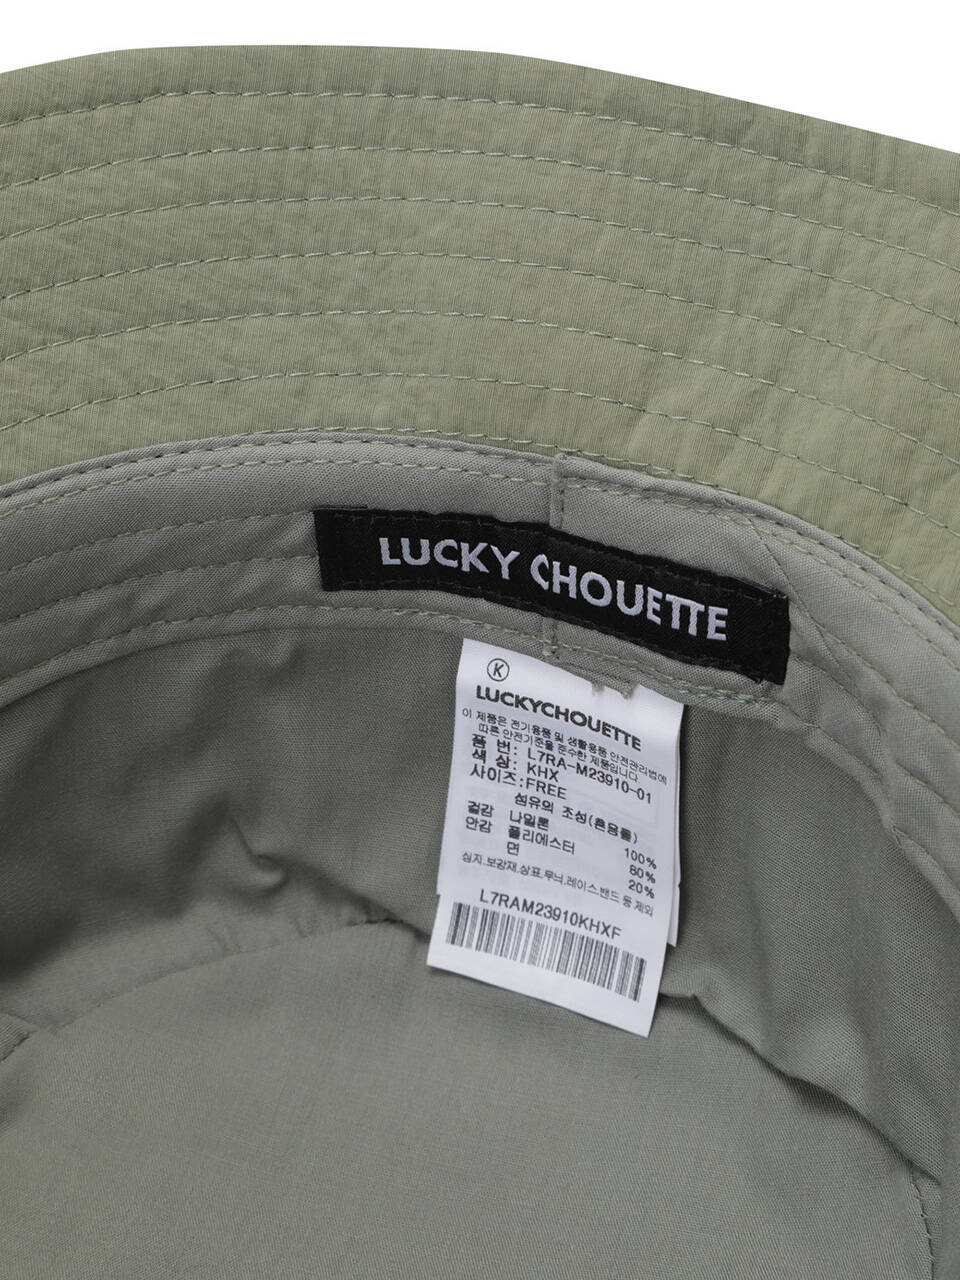 LUCKY CHOUETTE
K
LUCKYCHOUETTE
이 제품은 전기용품 및 생활용품 안전관리법에
따른 안전기준을 준수한 제품입니다.
품 번: L7RA-M23910-01
색 상: KHX
사이즈:FREE
섬유의 조성(혼용률)
겉감 나일론 100%
안감 폴리에스터 80%
면 20%
심지,보강재,상표,무늬,레이스밴드 등 제외
L7RAM23910KHXF